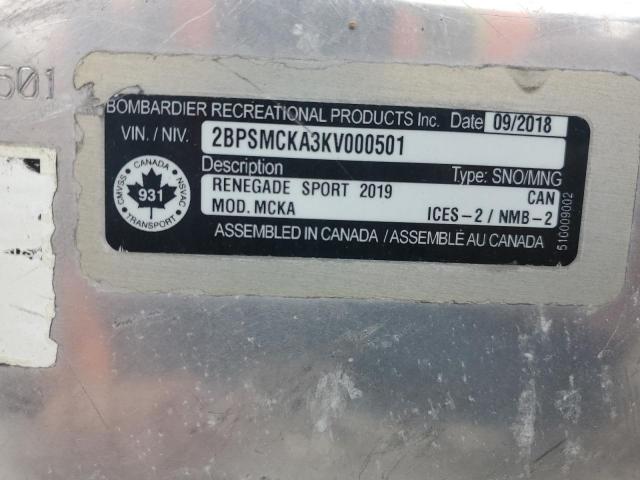 501
BOMBARDIER RECREATIONAL PRODUCTS Inc. Date 09/2018
VIN. / NIV. 2BPSMCKA3KV000501
Description Type: SNO/MNG
RENEGADE SPORT 2019 CAN
MOD. MCKA ICES-2 / NMB-2
ASSEMBLED IN CANADA / ASSEMBLÉ AU CANADA
CANADA
CMVSS 931 NSVAC
TRANSPORT
516009002